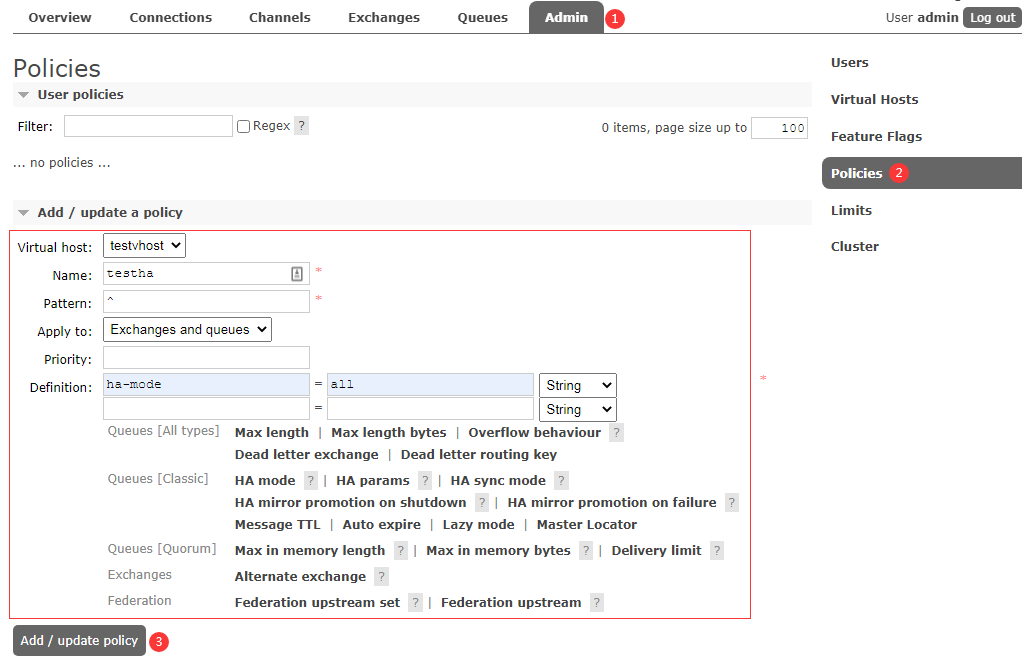 Overview Connections Channels Exchanges Queues Admin 1 User admin Log out
Policies
User policies
Filter: Regex ? 0 items, page size up to 100
... no policies ...
Add / update a policy
Virtual host: testvhost
Name: testha *
Pattern: ^ *
Apply to: Exchanges and queues
Priority:
Definition: ha-mode = all String *
= String
Queues [All types] Max length | Max length bytes | Overflow behaviour ?
Dead letter exchange | Dead letter routing key
Queues [Classic] HA mode ? | HA params ? | HA sync mode ?
HA mirror promotion on shutdown ? | HA mirror promotion on failure ?
Message TTL | Auto expire | Lazy mode | Master Locator
Queues [Quorum] Max in memory length ? | Max in memory bytes ? | Delivery limit ?
Exchanges Alternate exchange ?
Federation Federation upstream set ? | Federation upstream ?
Add / update policy 3
Users
Virtual Hosts
Feature Flags
Policies 2
Limits
Cluster